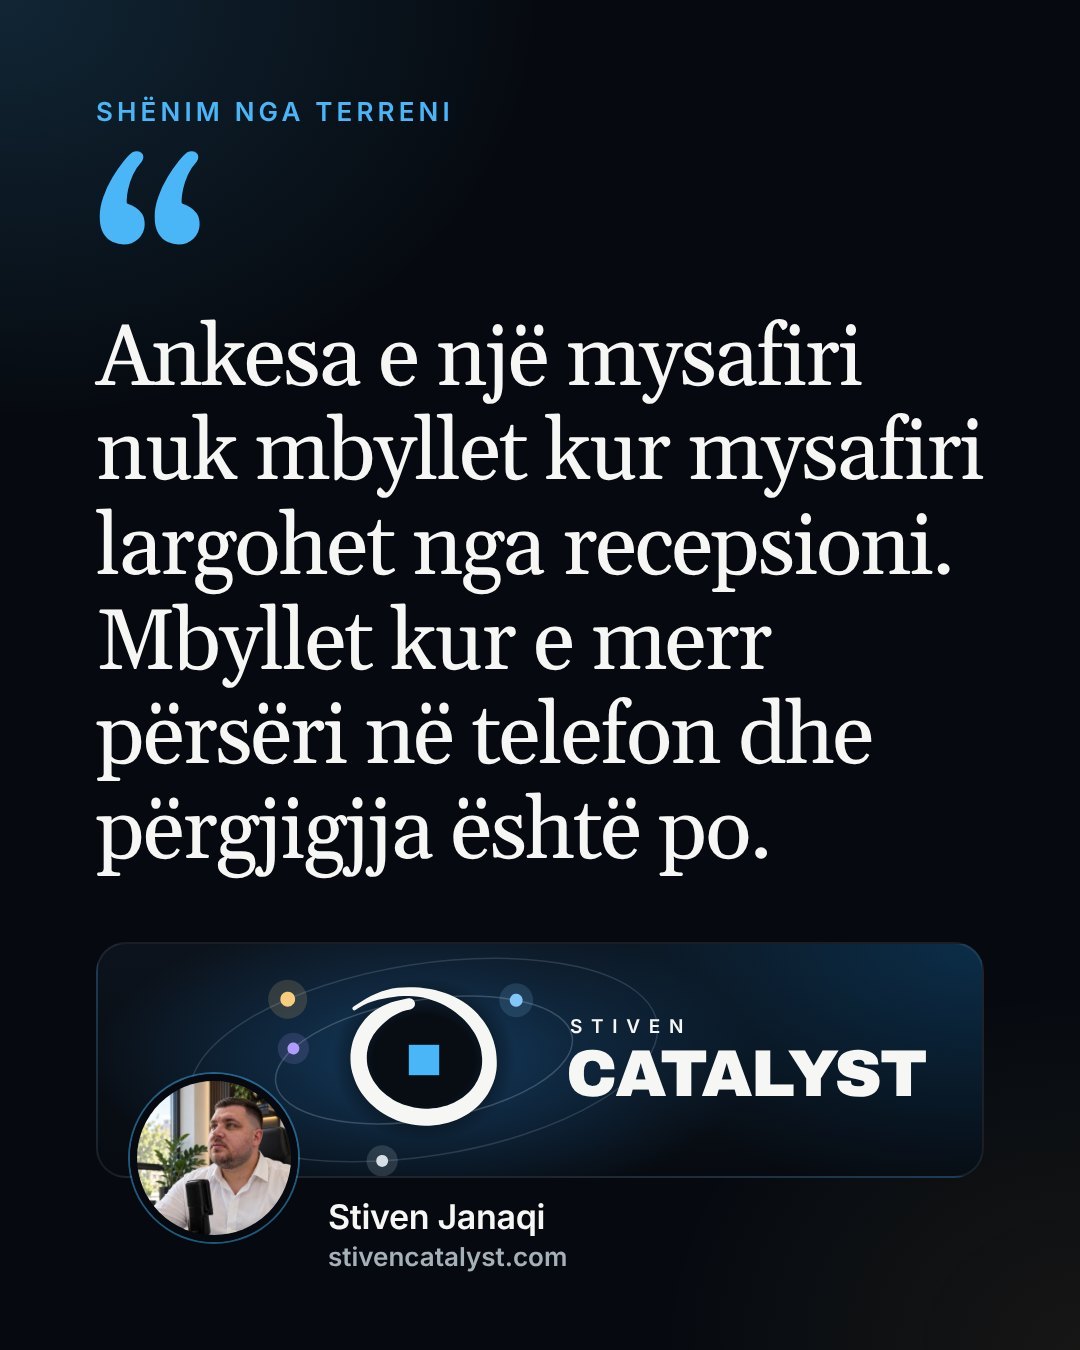 SHËNIM NGA TERRENI
“
Ankesa e një mysafiri
nuk mbyllet kur mysafiri
largohet nga recepsioni.
Mbyllet kur e merr
përsëri në telefon dhe
përgjigjja është po.
STIVEN
CATALYST
Stiven Janaqi
stivencatalyst.com